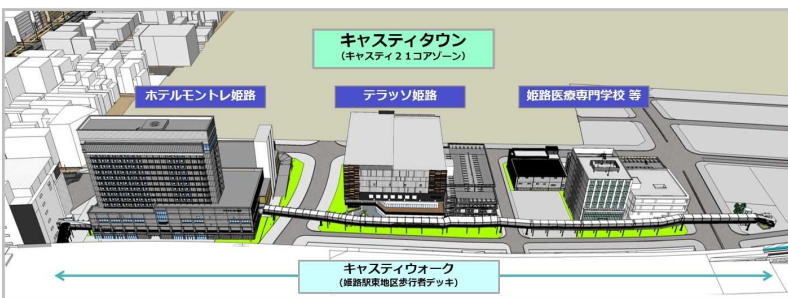 キャスティタウン
(キャスティ２１コアゾーン)
ホテルモントレ姫路
テラッソ姫路
姫路医療専門学校 等
キャスティウォーク
(姫路駅東地区歩行者デッキ)